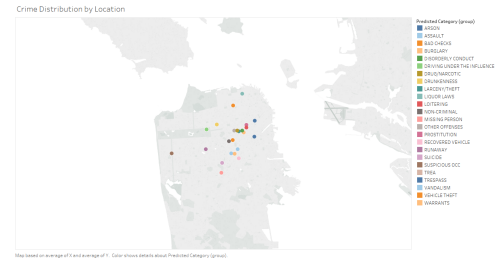 Crime Distribution by Location
Predicted Category (group)
ARSON
ASSAULT
BAD CHECKS
BURGLARY
DISORDERLY CONDUCT
DRIVING UNDER THE INFLUENCE
DRUG/NARCOTIC
DRUNKENNESS
LARCENY/THEFT
LIQUOR LAWS
LOITERING
NON-CRIMINAL
MISSING PERSON
OTHER OFFENSES
PROSTITUTION
RECOVERED VEHICLE
RUNAWAY
SUICIDE
SUSPICIOUS OCC
TREA
TRESPASS
VANDALISM
VEHICLE THEFT
WARRANTS
Map based on average of X and average of Y. Color shows details about Predicted Category (group).